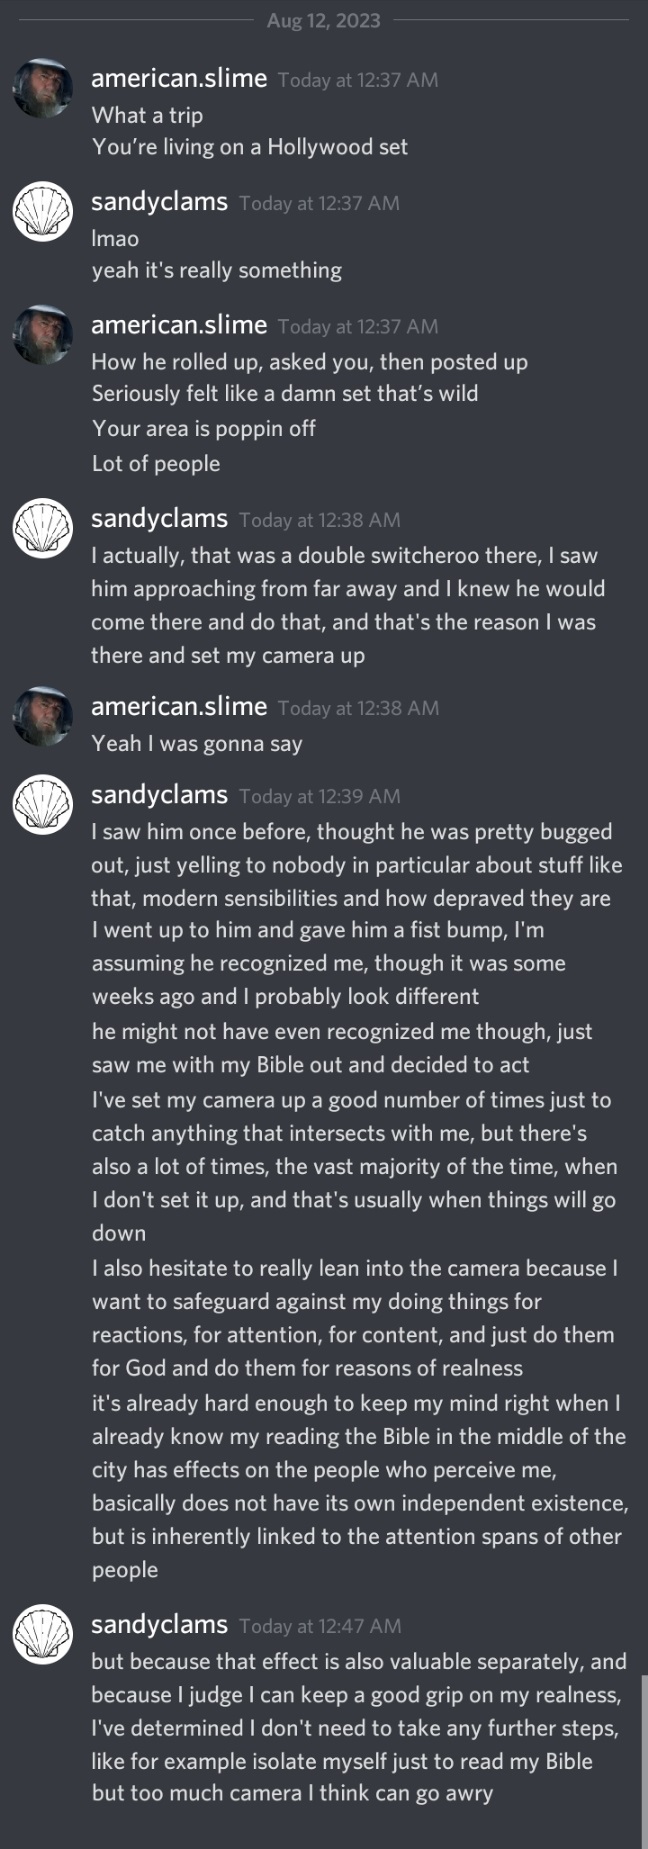 Aug 12, 2023
american.slime Today at 12:37 AM
What a trip
You’re living on a Hollywood set
sandyclams Today at 12:37 AM
lmao
yeah it's really something
american.slime Today at 12:37 AM
How he rolled up, asked you, then posted up
Seriously felt like a damn set that’s wild
Your area is poppin off
Lot of people
sandyclams Today at 12:38 AM
I actually, that was a double switcheroo there, I saw
him approaching from far away and I knew he would
come there and do that, and that's the reason I was
there and set my camera up
american.slime Today at 12:38 AM
Yeah I was gonna say
sandyclams Today at 12:39 AM
I saw him once before, thought he was pretty bugged
out, just yelling to nobody in particular about stuff like
that, modern sensibilities and how depraved they are
I went up to him and gave him a fist bump, I'm
assuming he recognized me, though it was some
weeks ago and I probably look different
he might not have even recognized me though, just
saw me with my Bible out and decided to act
I've set my camera up a good number of times just to
catch anything that intersects with me, but there's
also a lot of times, the vast majority of the time, when
I don't set it up, and that's usually when things will go
down
I also hesitate to really lean into the camera because I
want to safeguard against my doing things for
reactions, for attention, for content, and just do them
for God and do them for reasons of realness
it's already hard enough to keep my mind right when I
already know my reading the Bible in the middle of the
city has effects on the people who perceive me,
basically does not have its own independent existence,
but is inherently linked to the attention spans of other
people
sandyclams Today at 12:47 AM
but because that effect is also valuable separately, and
because I judge I can keep a good grip on my realness,
I've determined I don't need to take any further steps,
like for example isolate myself just to read my Bible
but too much camera I think can go awry